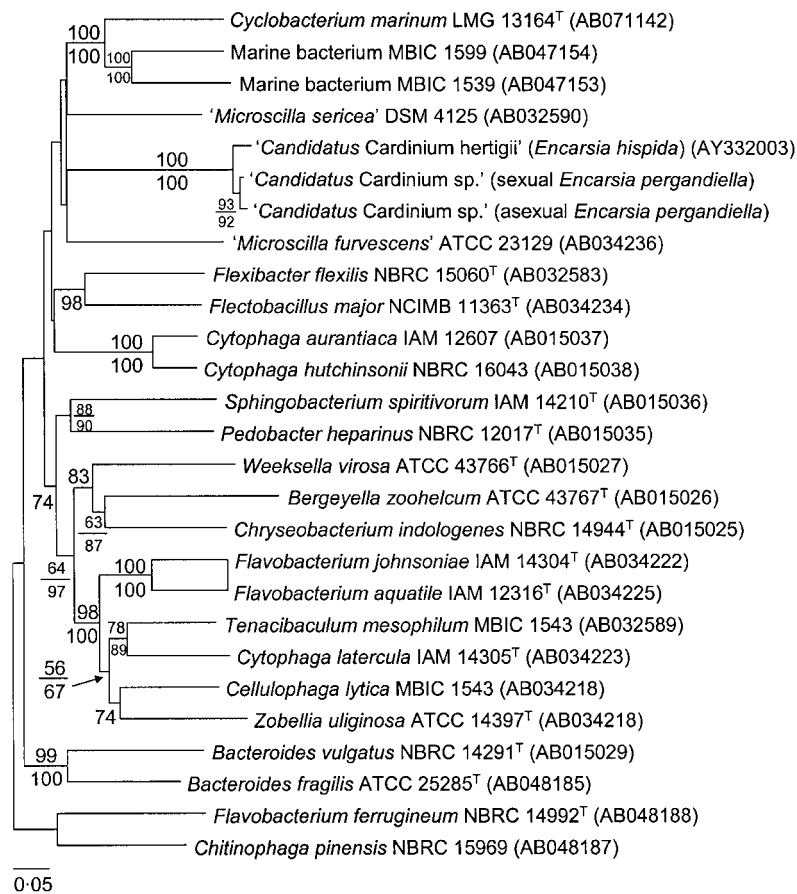 Cyclobacterium marinum LMG 13164ᵀ (AB071142)
100
100
100
100
Marine bacterium MBIC 1599 (AB047154)
Marine bacterium MBIC 1539 (AB047153)
‘Microscilla sericea’ DSM 4125 (AB032590)
100
100
‘Candidatus Cardinium hertigii’ (Encarsia hispida) (AY332003)
‘Candidatus Cardinium sp.’ (sexual Encarsia pergandiella)
93
92
‘Candidatus Cardinium sp.’ (asexual Encarsia pergandiella)
‘Microscilla furvescens’ ATCC 23129 (AB034236)
Flexibacter flexilis NBRC 15060ᵀ (AB032583)
98
Flectobacillus major NCIMB 11363ᵀ (AB034234)
Cytophaga aurantiaca IAM 12607 (AB015037)
100
100
Cytophaga hutchinsonii NBRC 16043 (AB015038)
Sphingobacterium spiritivorum IAM 14210ᵀ (AB015036)
88
90
Pedobacter heparinus NBRC 12017ᵀ (AB015035)
Weeksella virosa ATCC 43766ᵀ (AB015027)
83
74
Bergeyella zoohelcum ATCC 43767ᵀ (AB015026)
63
87
Chryseobacterium indologenes NBRC 14944ᵀ (AB015025)
Flavobacterium johnsoniae IAM 14304ᵀ (AB034222)
64
97
100
100
Flavobacterium aquatile IAM 12316ᵀ (AB034225)
98
100
Tenacibaculum mesophilum MBIC 1543 (AB032589)
78
89
Cytophaga latercula IAM 14305ᵀ (AB034223)
56
67
Cellulophaga lytica MBIC 1543 (AB034218)
74
Zobellia uliginosa ATCC 14397ᵀ (AB034218)
Bacteroides vulgatus NBRC 14291ᵀ (AB015029)
99
100
Bacteroides fragilis ATCC 25285ᵀ (AB048185)
Flavobacterium ferrugineum NBRC 14992ᵀ (AB048188)
Chitinophaga pinensis NBRC 15969 (AB048187)
0·05